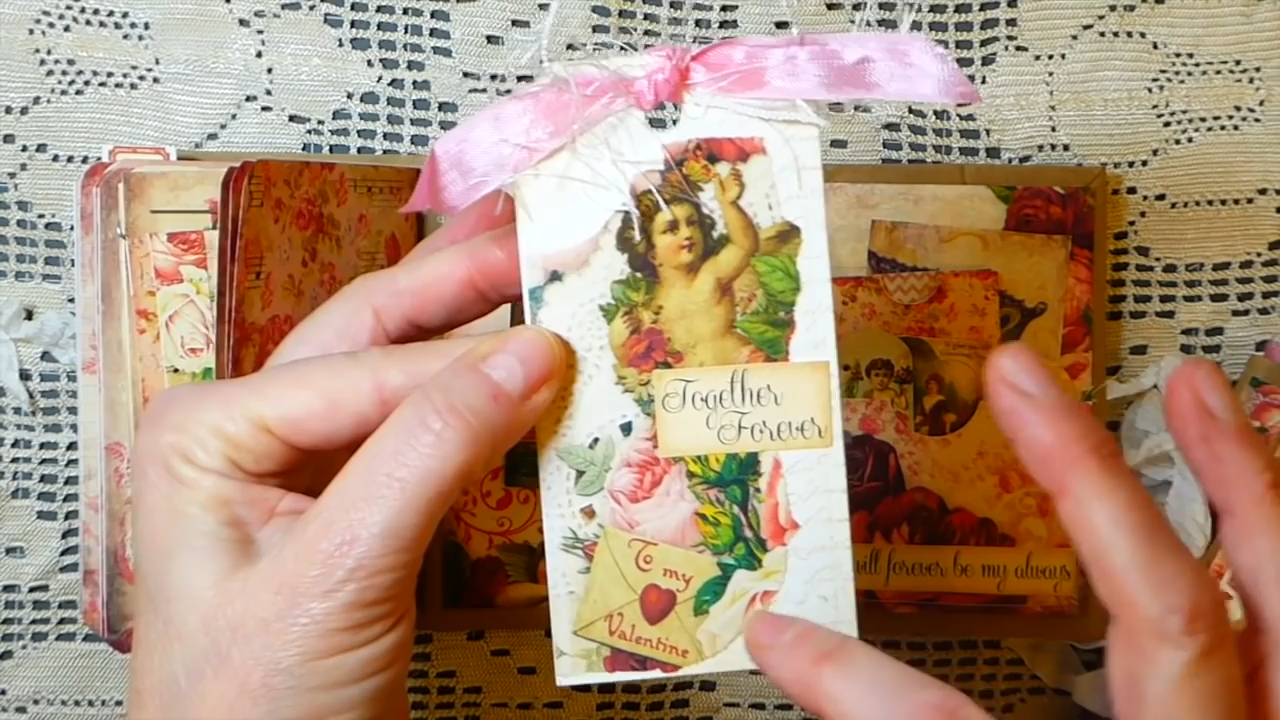 Together
Forever
To my
Valentine
will forever be my always